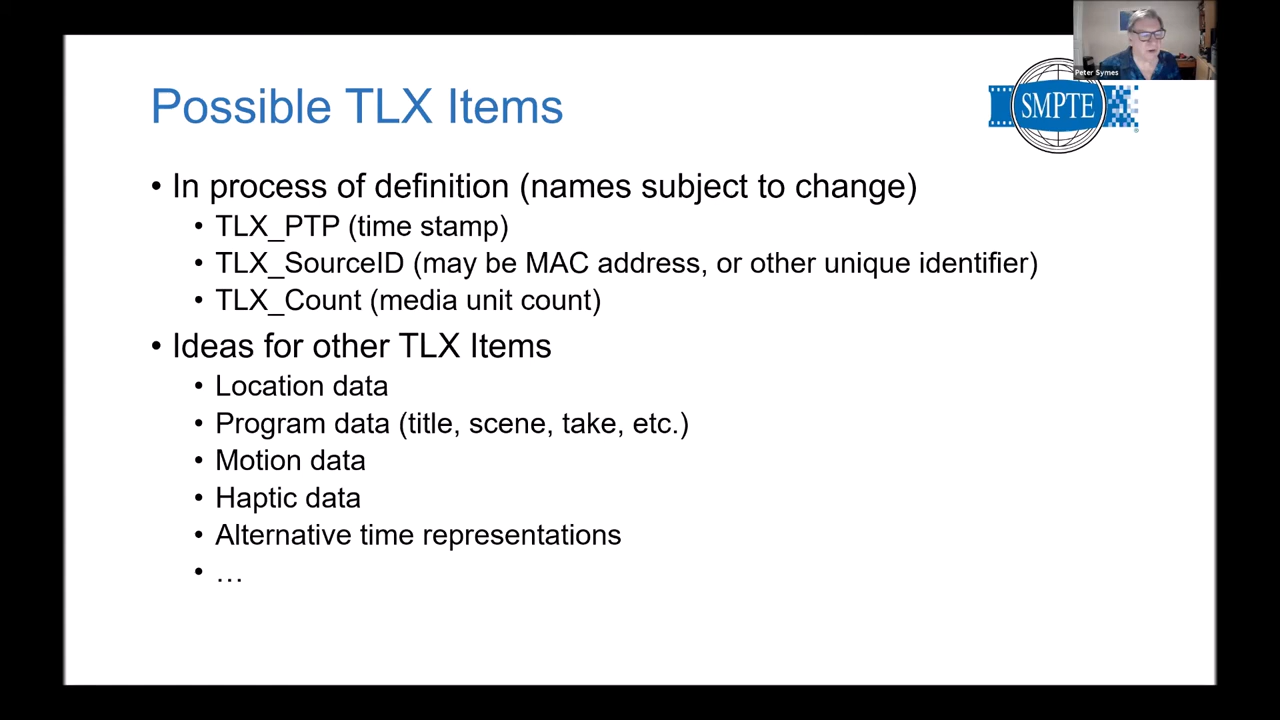 Peter Symes
SMPTE
Possible TLX Items
• In process of definition (names subject to change)
• TLX_PTP (time stamp)
• TLX_SourceID (may be MAC address, or other unique identifier)
• TLX_Count (media unit count)
• Ideas for other TLX Items
• Location data
• Program data (title, scene, take, etc.)
• Motion data
• Haptic data
• Alternative time representations
• …